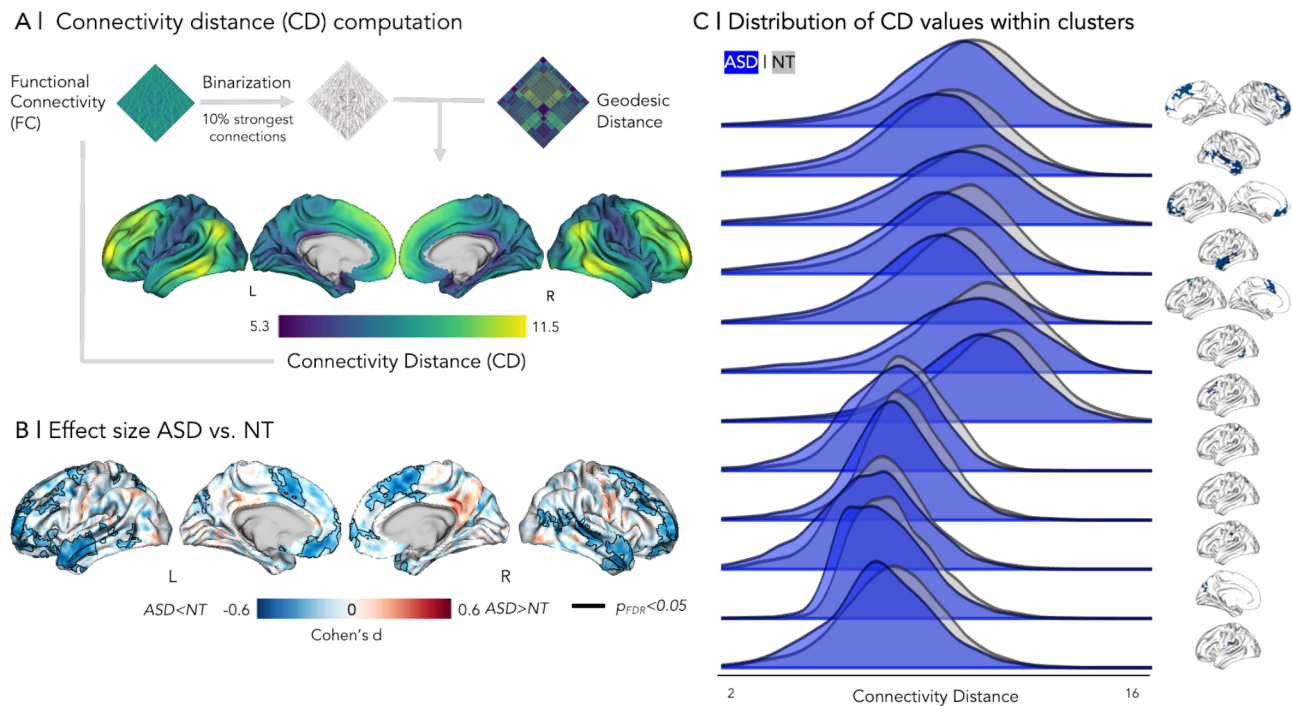 A | Connectivity distance (CD) computation
Functional
Connectivity
(FC)
Binarization
10% strongest
connections
Geodesic
Distance
L
R
5.3
11.5
Connectivity Distance (CD)
B | Effect size ASD vs. NT
L
R
ASD<NT
-0.6
0
0.6
ASD>NT
pFDR<0.05
Cohen's d
C | Distribution of CD values within clusters
ASD | NT
2
Connectivity Distance
16